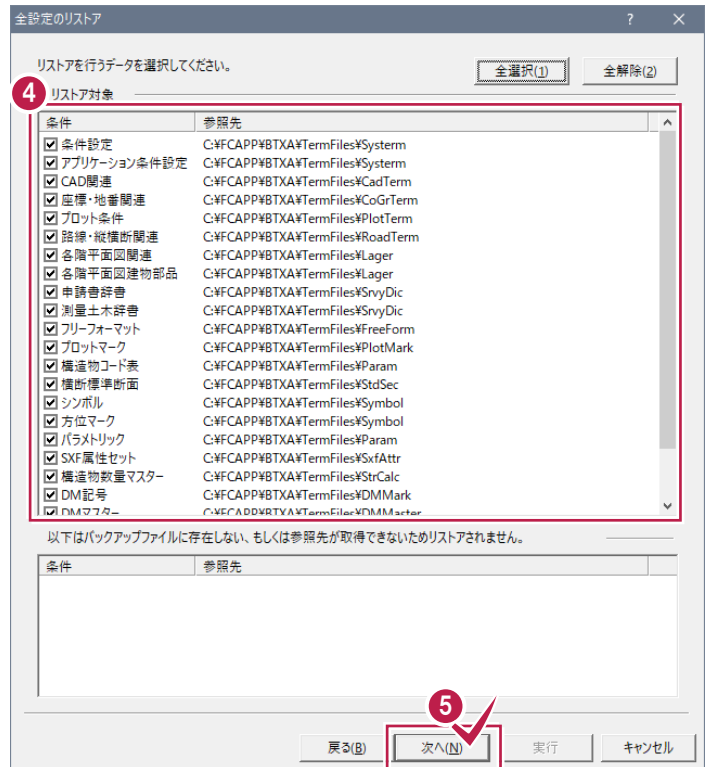 全設定のリストア ? ×
リストアを行うデータを選択してください。
全選択(1) 全解除(2)
4
リストア対象
条件 参照先
条件設定 C:¥FCAPP¥BTXA¥TermFiles¥Systerm
アプリケーション条件設定 C:¥FCAPP¥BTXA¥TermFiles¥Systerm
CAD関連 C:¥FCAPP¥BTXA¥TermFiles¥CadTerm
座標・地番関連 C:¥FCAPP¥BTXA¥TermFiles¥CoGrTerm
プロット条件 C:¥FCAPP¥BTXA¥TermFiles¥PlotTerm
路線・縦横断関連 C:¥FCAPP¥BTXA¥TermFiles¥RoadTerm
各階平面図関連 C:¥FCAPP¥BTXA¥TermFiles¥Lager
各階平面図建物部品 C:¥FCAPP¥BTXA¥TermFiles¥Lager
申請書辞書 C:¥FCAPP¥BTXA¥TermFiles¥SrvyDic
測量土木辞書 C:¥FCAPP¥BTXA¥TermFiles¥SrvyDic
フリーフォーマット C:¥FCAPP¥BTXA¥TermFiles¥FreeForm
プロットマーク C:¥FCAPP¥BTXA¥TermFiles¥PlotMark
構造物コード表 C:¥FCAPP¥BTXA¥TermFiles¥Param
横断標準断面 C:¥FCAPP¥BTXA¥TermFiles¥StdSec
シンボル C:¥FCAPP¥BTXA¥TermFiles¥Symbol
方位マーク C:¥FCAPP¥BTXA¥TermFiles¥Symbol
パラメトリック C:¥FCAPP¥BTXA¥TermFiles¥Param
SXF属性セット C:¥FCAPP¥BTXA¥TermFiles¥SxfAttr
構造物数量マスター C:¥FCAPP¥BTXA¥TermFiles¥StrCalc
DM記号 C:¥FCAPP¥BTXA¥TermFiles¥DMMark
DMマスター C:¥FCAPP¥BTXA¥TermFiles¥DMMaster
以下はバックアップファイルに存在しない、もしくは参照先が取得できないためリストアされません。
条件 参照先
5
戻る(B) 次へ(N) 実行 キャンセル